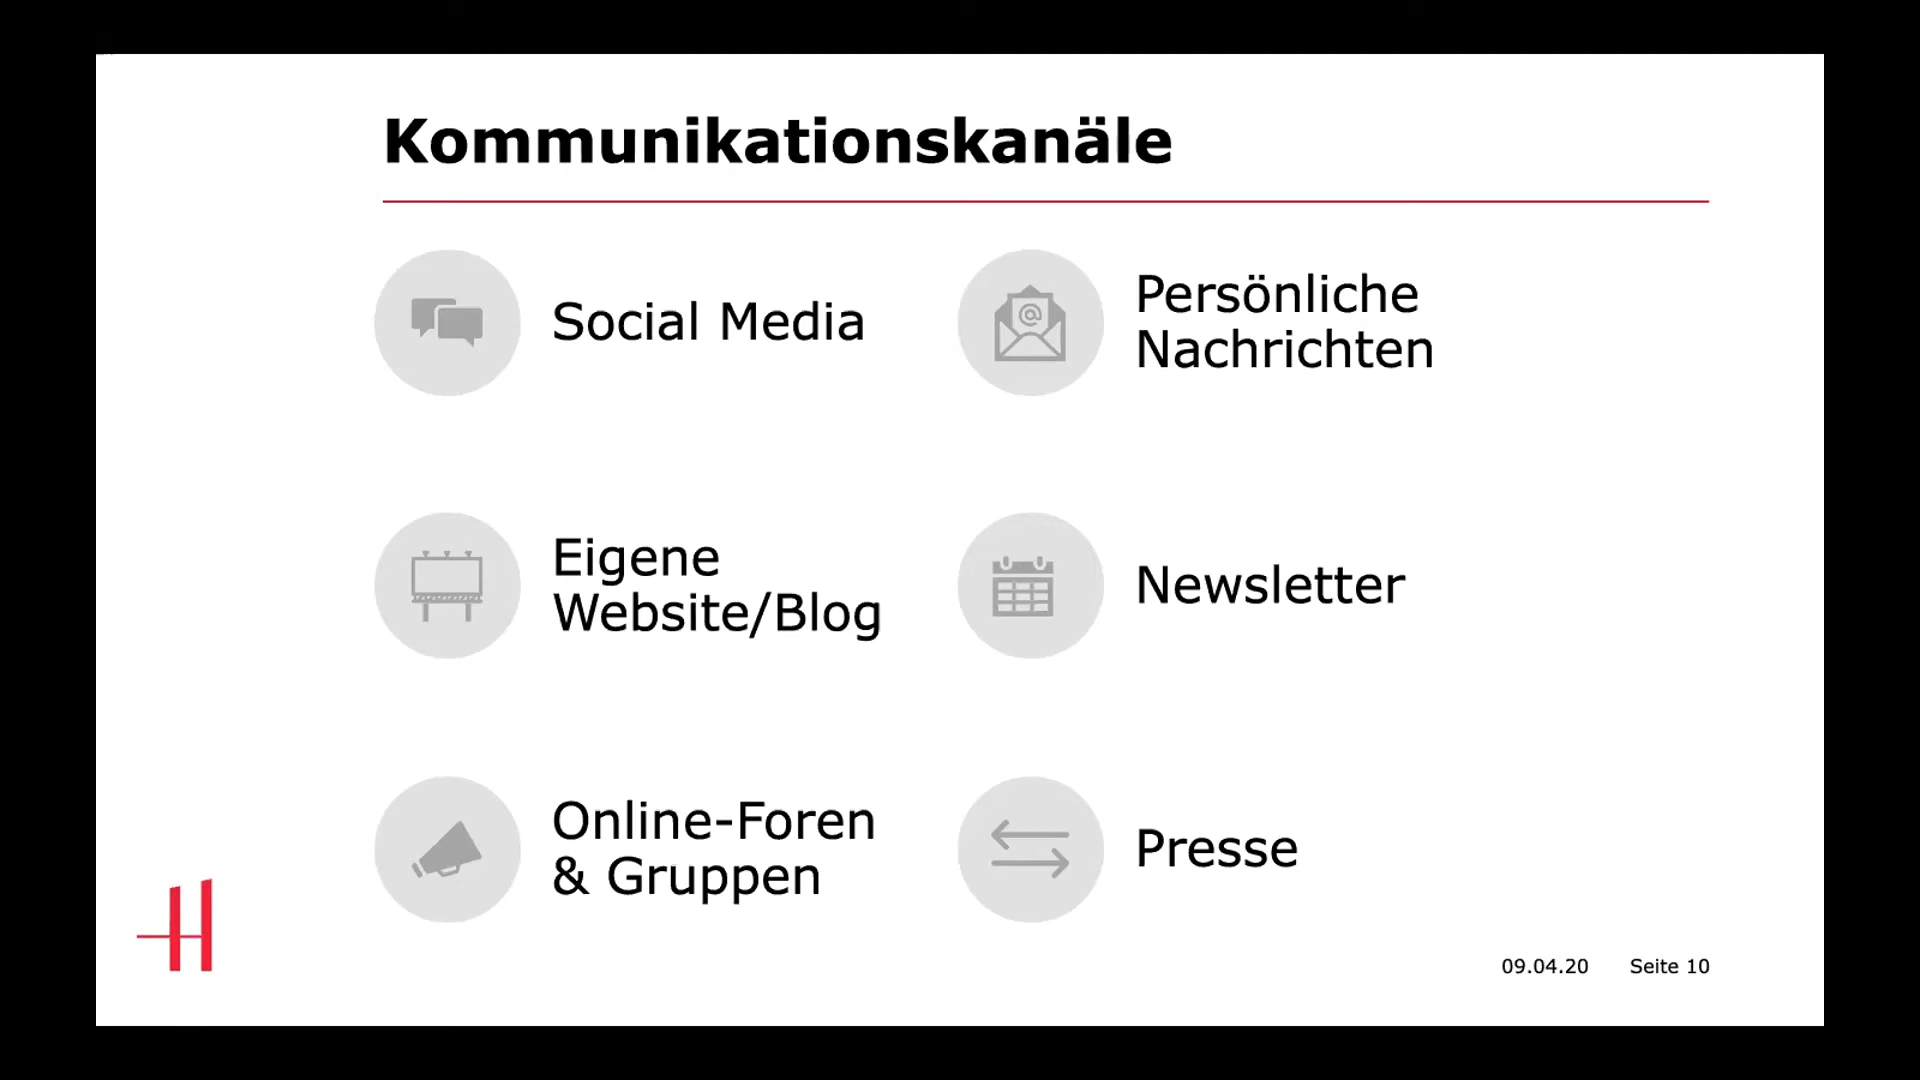 Kommunikationskanäle
Social Media
Persönliche
Nachrichten
Eigene
Website/Blog
Newsletter
Online-Foren
& Gruppen
Presse
09.04.20 Seite 10